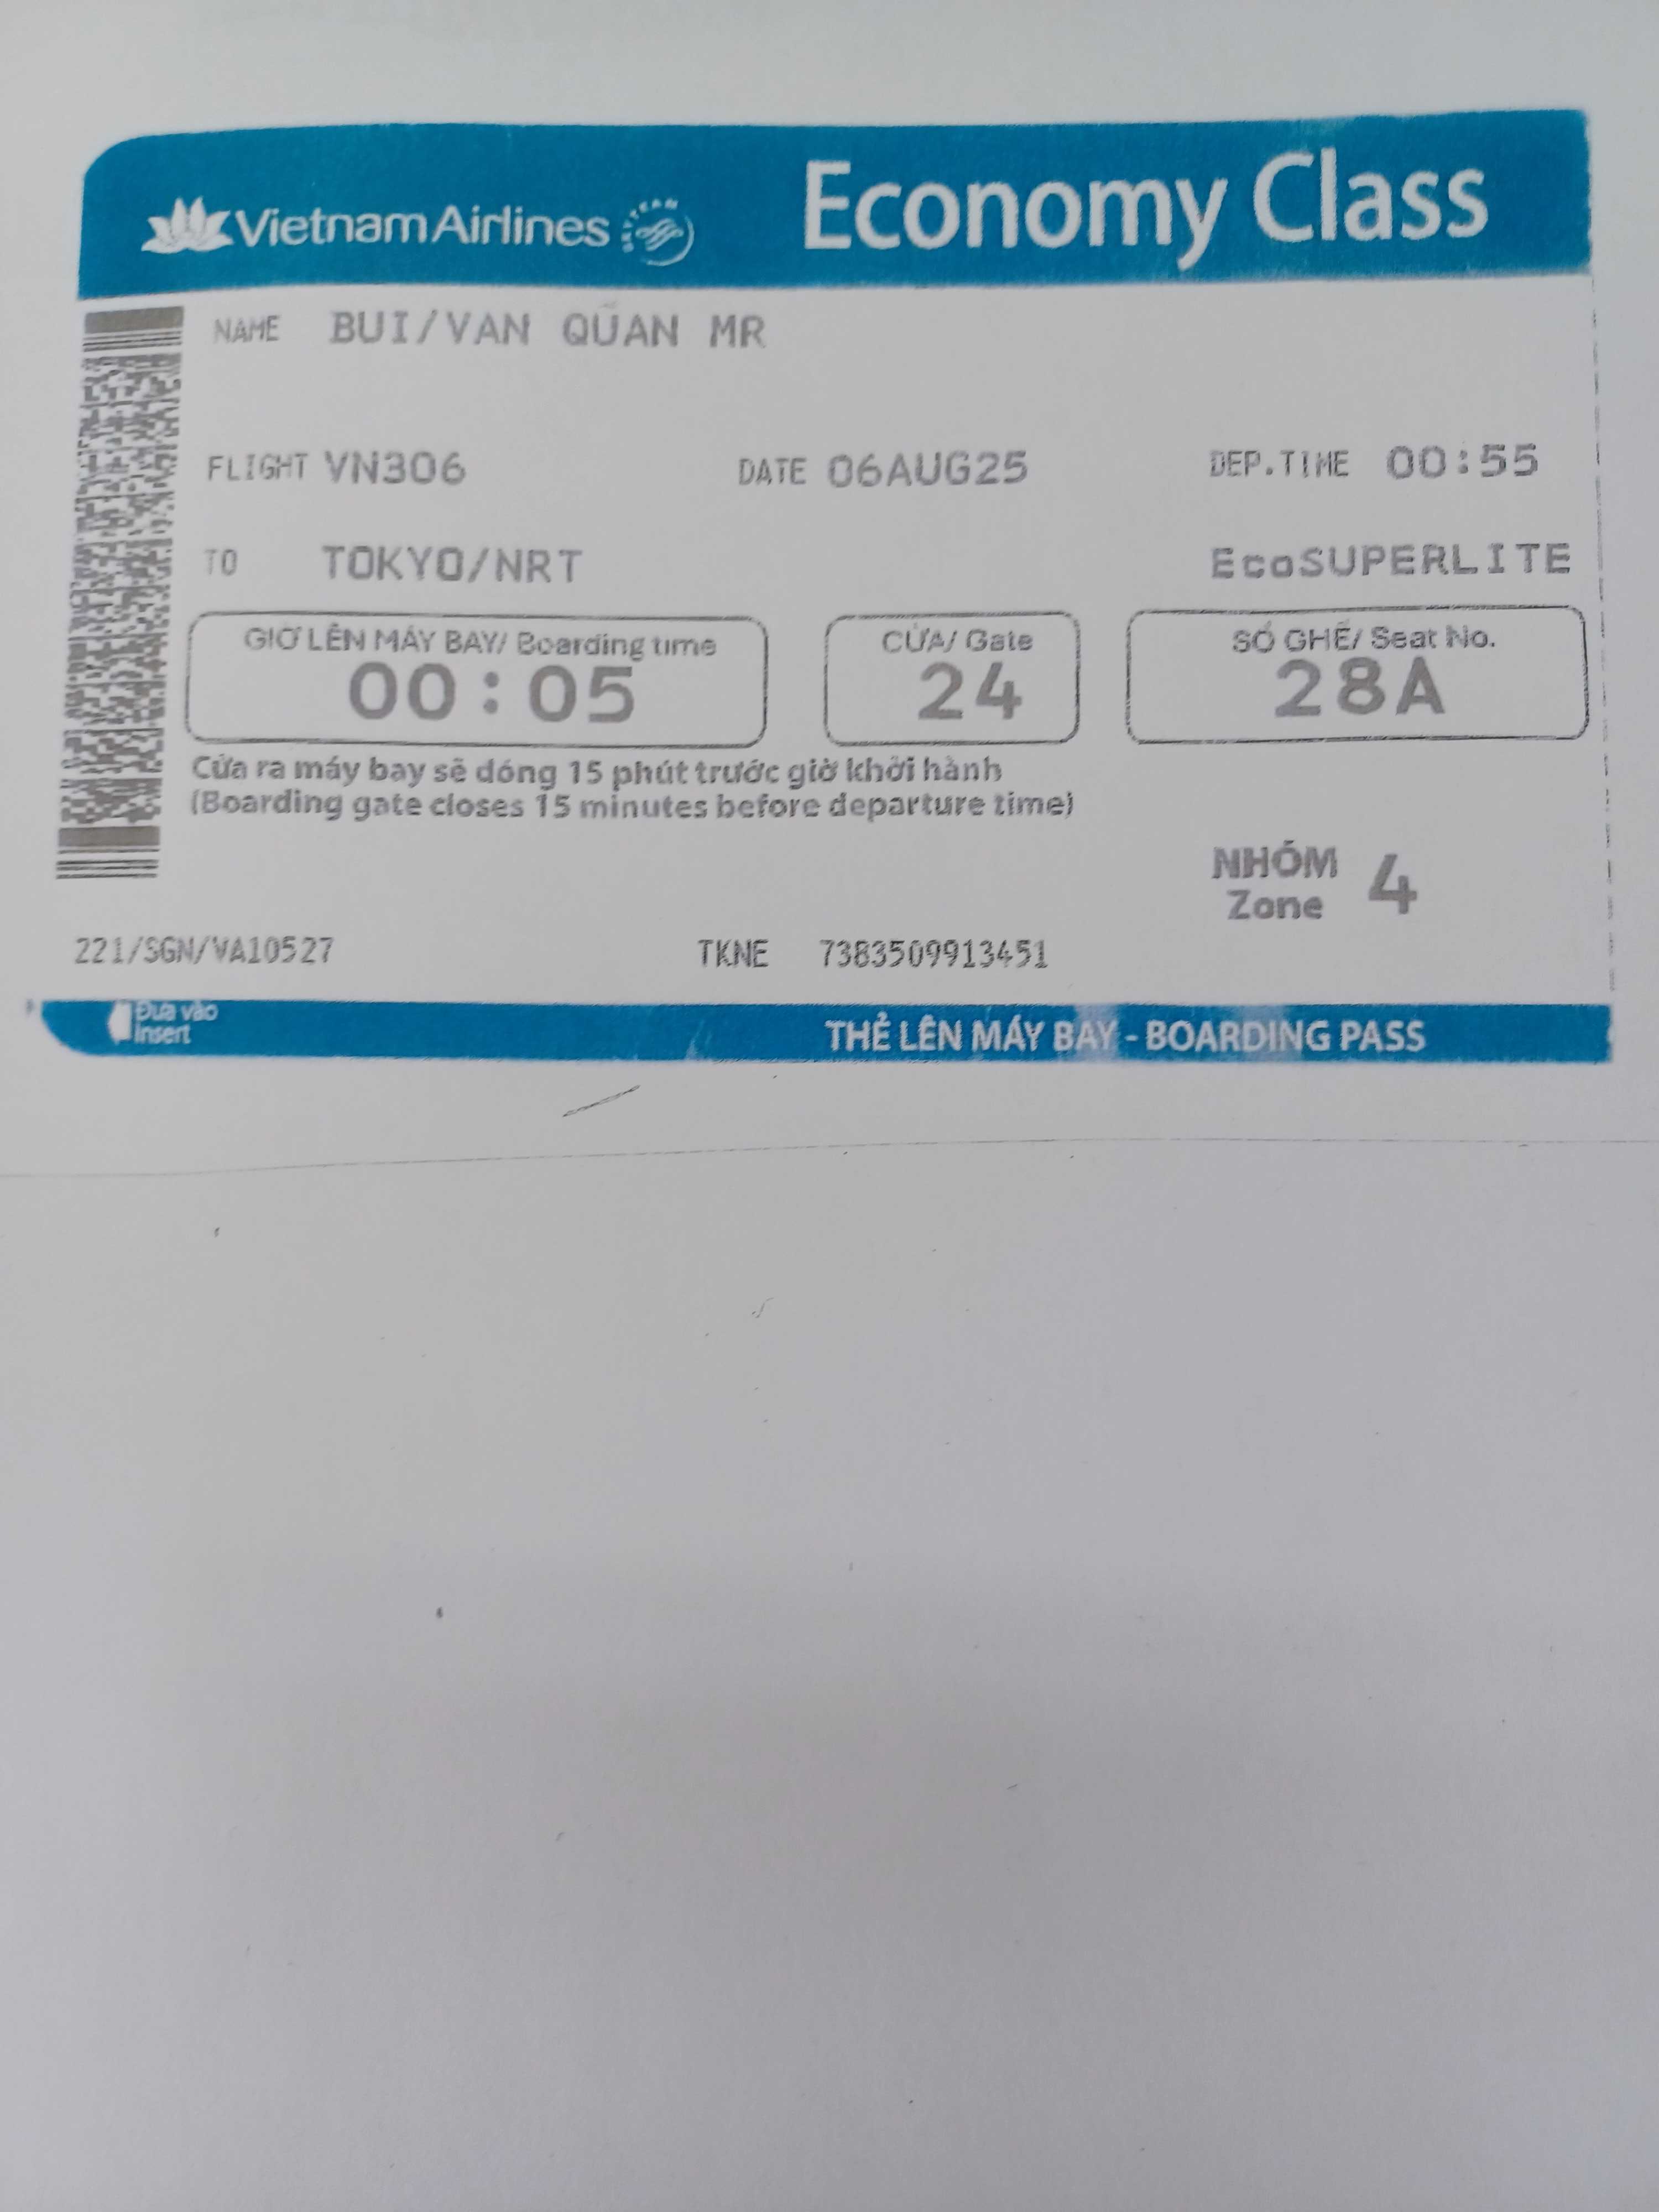 Vietnam Airlines SKYTEAM Economy Class
NAME BUI/VAN QUAN MR
FLIGHT VN306 DATE 06AUG25 DEP.TIME 00:55
TO TOKYO/NRT EcoSUPERLITE
GIỜ LÊN MÁY BAY/ Boarding time CỬA/ Gate SỐ GHẾ/ Seat No.
00:05 24 28A
Cửa ra máy bay sẽ đóng 15 phút trước giờ khởi hành
(Boarding gate closes 15 minutes before departure time)
NHÓM 4
Zone
221/SGN/VA10527 TKNE 7383509913451
Đưa vào
Insert
THẺ LÊN MÁY BAY - BOARDING PASS